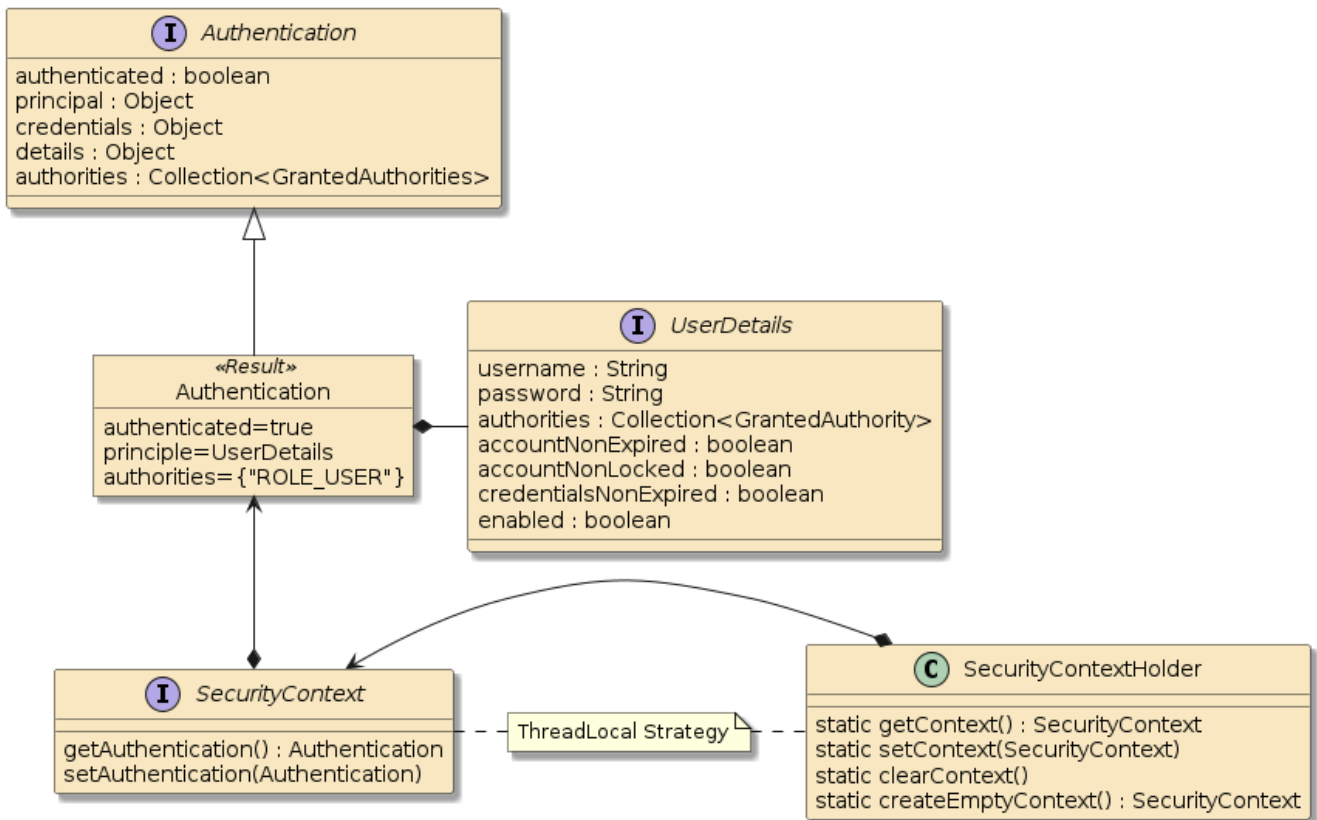 I Authentication
authenticated : boolean
principal : Object
credentials : Object
details : Object
authorities : Collection<GrantedAuthorities>
«Result»
Authentication
authenticated=true
principle=UserDetails
authorities={"ROLE_USER"}
I UserDetails
username : String
password : String
authorities : Collection<GrantedAuthority>
accountNonExpired : boolean
accountNonLocked : boolean
credentialsNonExpired : boolean
enabled : boolean
I SecurityContext
getAuthentication() : Authentication
setAuthentication(Authentication)
ThreadLocal Strategy
C SecurityContextHolder
static getContext() : SecurityContext
static setContext(SecurityContext)
static clearContext()
static createEmptyContext() : SecurityContext